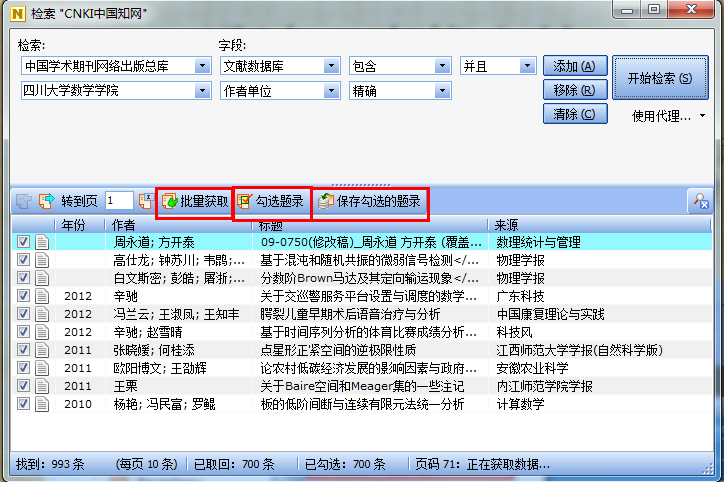 检索 "CNKI中国知网"
检索: 字段:
中国学术期刊网络出版总库 文献数据库 包含 并且 添加 (A)
四川大学数学学院 作者单位 精确 移除 (R)
开始检索 (S)
清除 (C) 使用代理...
转到页 1 批量获取 勾选题录 保存勾选的题录
年份 作者 标题 来源
周永道; 方开泰 09-0750(修改稿)_周永道 方开泰 (覆盖... 数理统计与管理
高仕龙; 钟苏川; 韦鹍;... 基于混沌和随机共振的微弱信号检测</... 物理学报
白文斯密; 彭皓; 屠浙;... 分数阶Brown马达及其定向输运现象</... 物理学报
2012 辛驰 关于交巡警服务平台设置与调度的数学... 广东科技
2012 冯兰云; 王淑凤; 王知丰 腭裂儿童早期术后语音治疗与分析 中国康复理论与实践
2012 辛驰; 赵雪晴 基于时间序列分析的体育比赛成绩分析... 科技风
2011 张晓媛; 何桂添 点星形正紧空间的逆极限性质 江西师范大学学报(自然科学版)
2011 欧阳博文; 王劭辉 论农村低碳经济发展的影响因素与政府... 安徽农业科学
2011 王栗 关于Baire空间和Meager集的一些注记 内江师范学院学报
2010 杨艳; 冯民富; 罗鲲 板的低阶间断与连续有限元法统一分析 计算数学
找到: 993 条 (每页 10 条) 已取回: 700 条 已勾选: 700 条 页码 71: 正在获取数据...